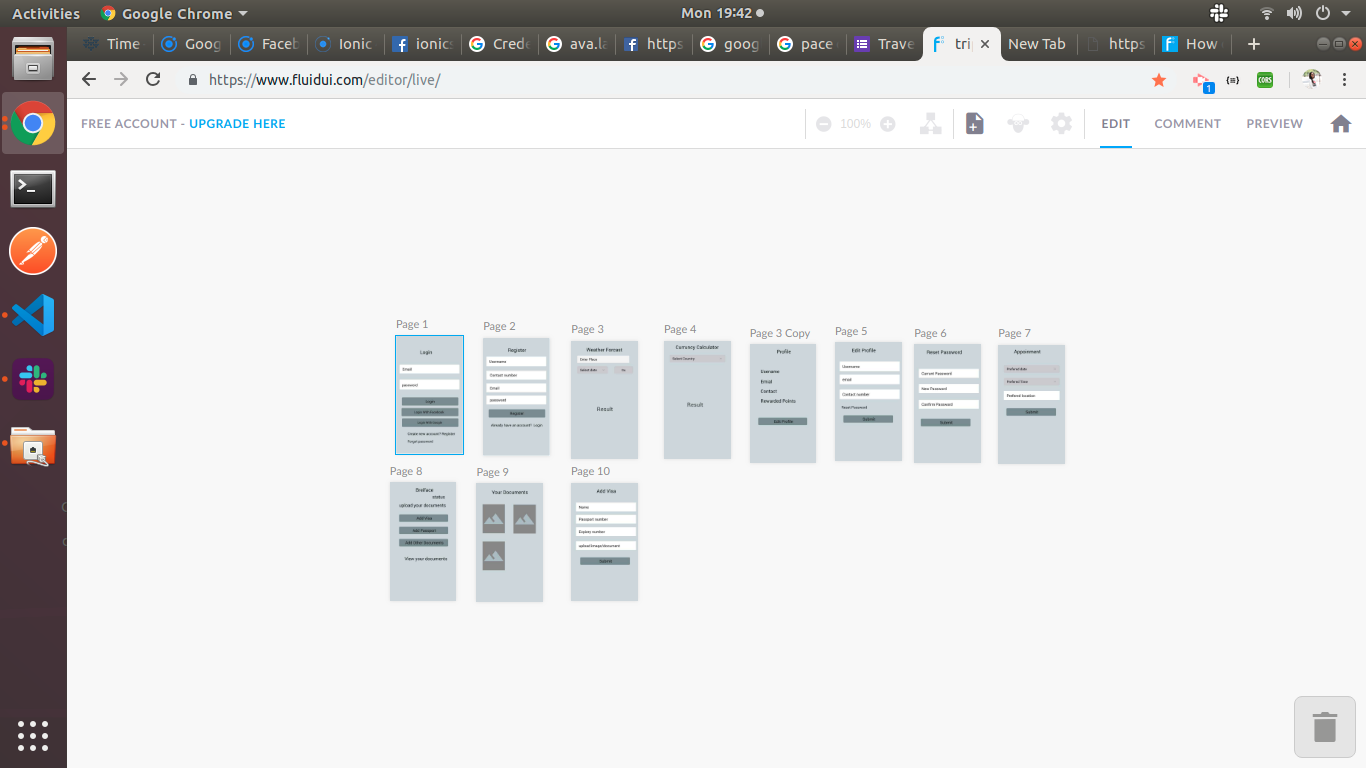 Activities
Google Chrome
Mon 19:42
Time
Goog
Facet
Ionic
ionics
Crede
ava.la
https
goog
pace
Trave
tri
New Tab
https
How
https://www.fluidui.com/editor/live/
1
{≡}
CORS
FREE ACCOUNT - UPGRADE HERE
100%
EDIT
COMMENT
PREVIEW
Page 1
Login
Email
password
Login
Login With Facebook
Login With Google
Create new account? Register
Forgot password
Page 2
Register
Username
Contact number
Email
password
Register
Already have an account? Login
Page 3
Weather Forcast
Enter Place
Select Date
Go
Result
Page 4
Currency Calculator
Select Country
Result
Page 3 Copy
Profile
Username
Email
Contact
Rewarded Points
Edit Profile
Page 5
Edit Profile
Username
email
Contact number
Reset Password
Submit
Page 6
Reset Password
Current Password
New Password
Confirm Password
Submit
Page 7
Appoinment
Preferred Date
Preferred Time
Preferred location
Submit
Page 8
status
upload your documents
Add Visa
Add Passport
Add other documents
View your documents
Page 9
Your Documents
Page 10
Add Visa
Name
Passport number
Expirey number
upload Image/document
Submit